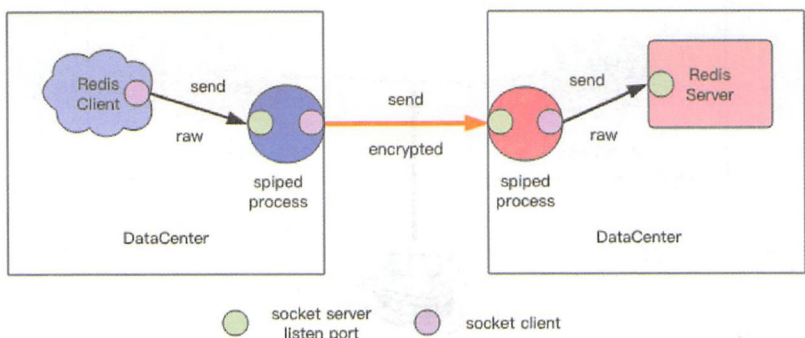 Redis
Client
send
raw
spiped
process
DataCenter
send
encrypted
send
raw
Redis
Server
spiped
process
DataCenter
socket server
listen port
socket client